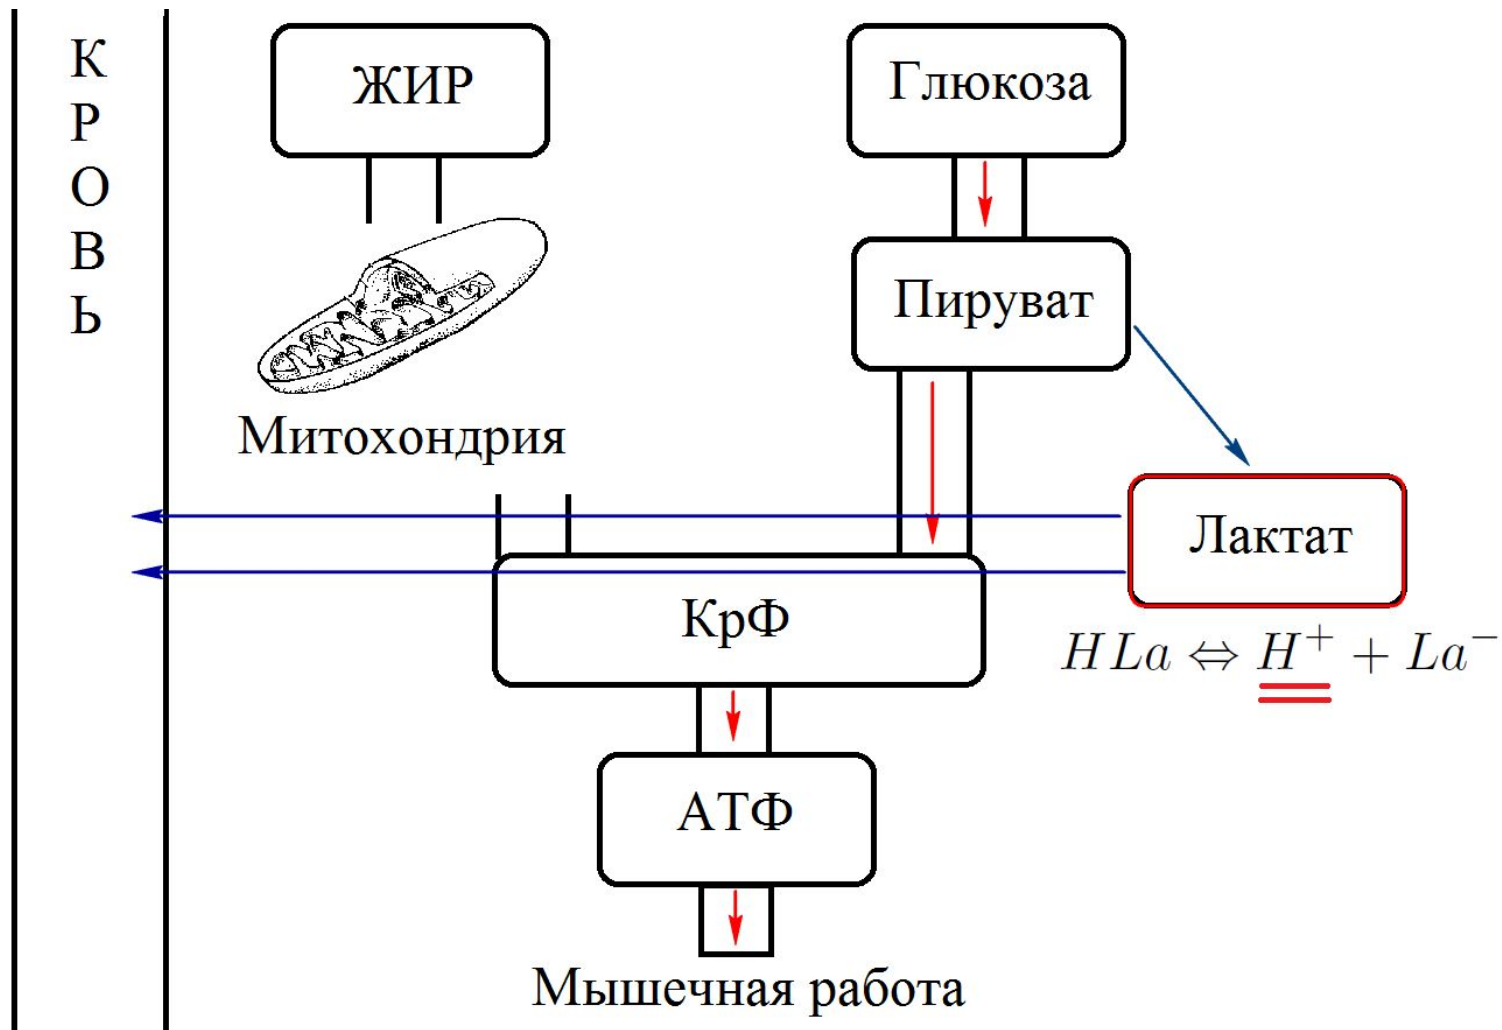 К
Р
О
В
Ь
ЖИР
Глюкоза
Пируват
Митохондрия
Лактат
КрФ
HLa ⇔ H⁺ + La⁻
АТФ
Мышечная работа